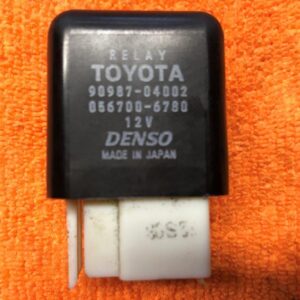 RELAY
TOYOTA
90987-04002
056700-6780
12V
DENSO
MADE IN JAPAN